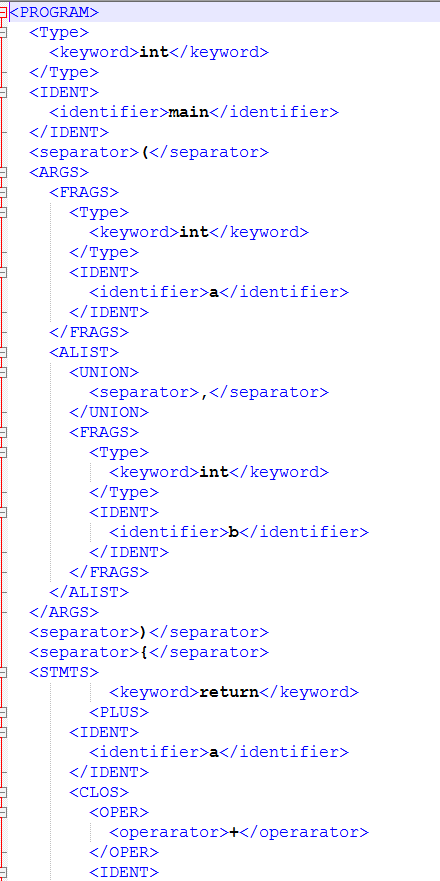 <PROGRAM>
<Type>
<keyword>int</keyword>
</Type>
<IDENT>
<identifier>main</identifier>
</IDENT>
<separator>(</separator>
<ARGS>
<FRAGS>
<Type>
<keyword>int</keyword>
</Type>
<IDENT>
<identifier>a</identifier>
</IDENT>
</FRAGS>
<ALIST>
<UNION>
<separator>,</separator>
</UNION>
<FRAGS>
<Type>
<keyword>int</keyword>
</Type>
<IDENT>
<identifier>b</identifier>
</IDENT>
</FRAGS>
</ALIST>
</ARGS>
<separator>)</separator>
<separator>{</separator>
<STMTS>
<keyword>return</keyword>
<PLUS>
<IDENT>
<identifier>a</identifier>
</IDENT>
<CLOS>
<OPER>
<operarator>+</operarator>
</OPER>
<IDENT>